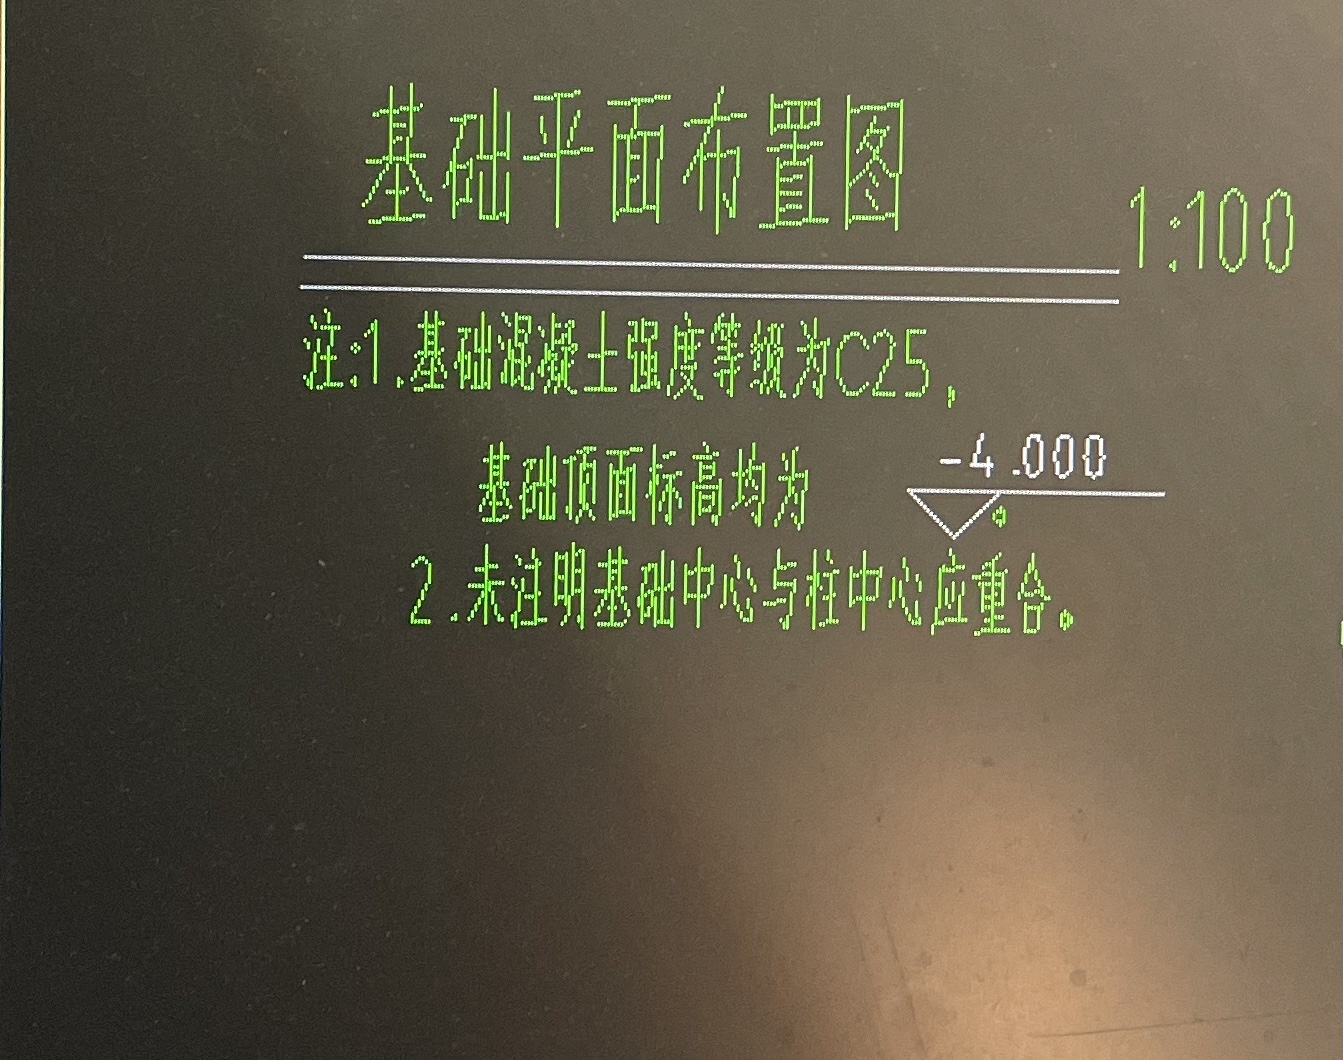 基础平面布置图 1:100
注:1.基础混凝土强度等级为C25,
基础顶面标高均为 -4.000。
2.未注明基础中心与柱中心应重合。